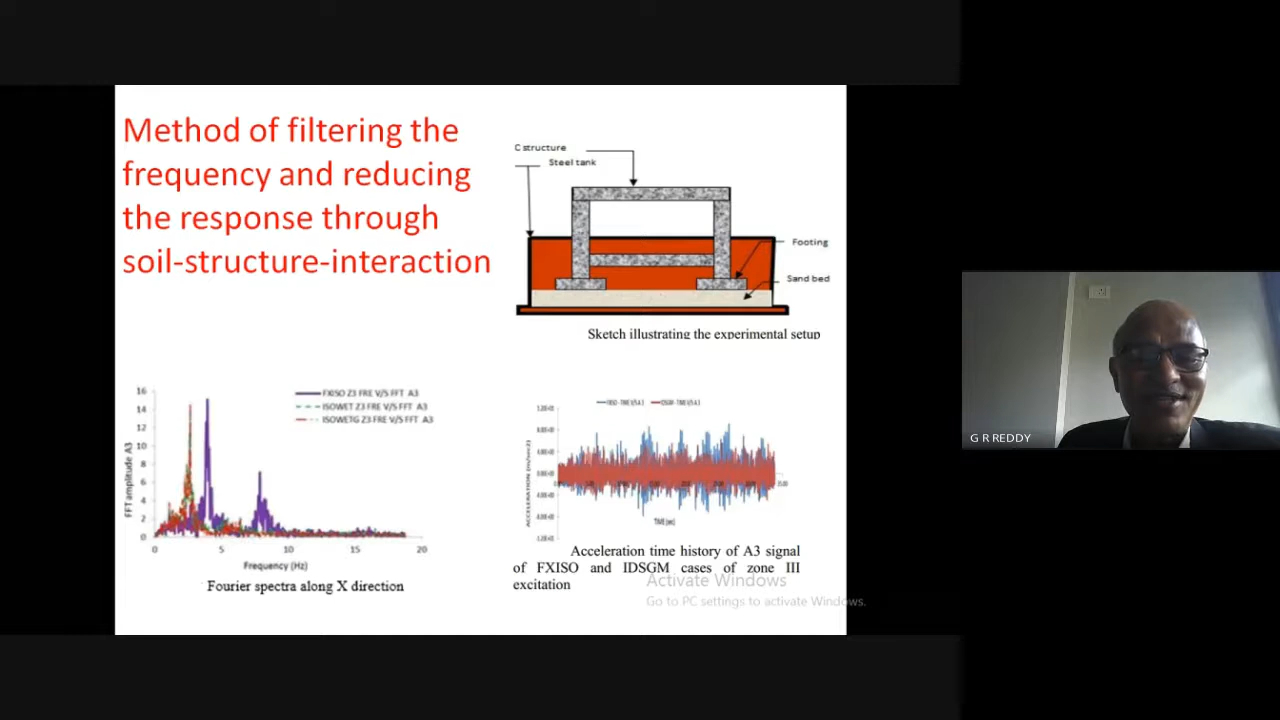 Method of filtering the
frequency and reducing
the response through
soil-structure-interaction
C structure
Steel tank
Footing
Sand bed
Sketch illustrating the experimental setup
16
14
12
10
8
6
4
2
0
FFT amplitude A3
FXISO Z3 FRE V/S FFT A3
ISOWET Z3 FRE V/S FFT A3
ISOWETG Z3 FRE V/S FFT A3
0 5 10 15 20
Frequency (Hz)
Fourier spectra along X direction
ACCELERATION
TIME (sec)
Acceleration time history of A3 signal
of FXISO and IDSGM cases of zone III
excitation
Activate Windows
Go to PC settings to activate Windows.
G R REDDY